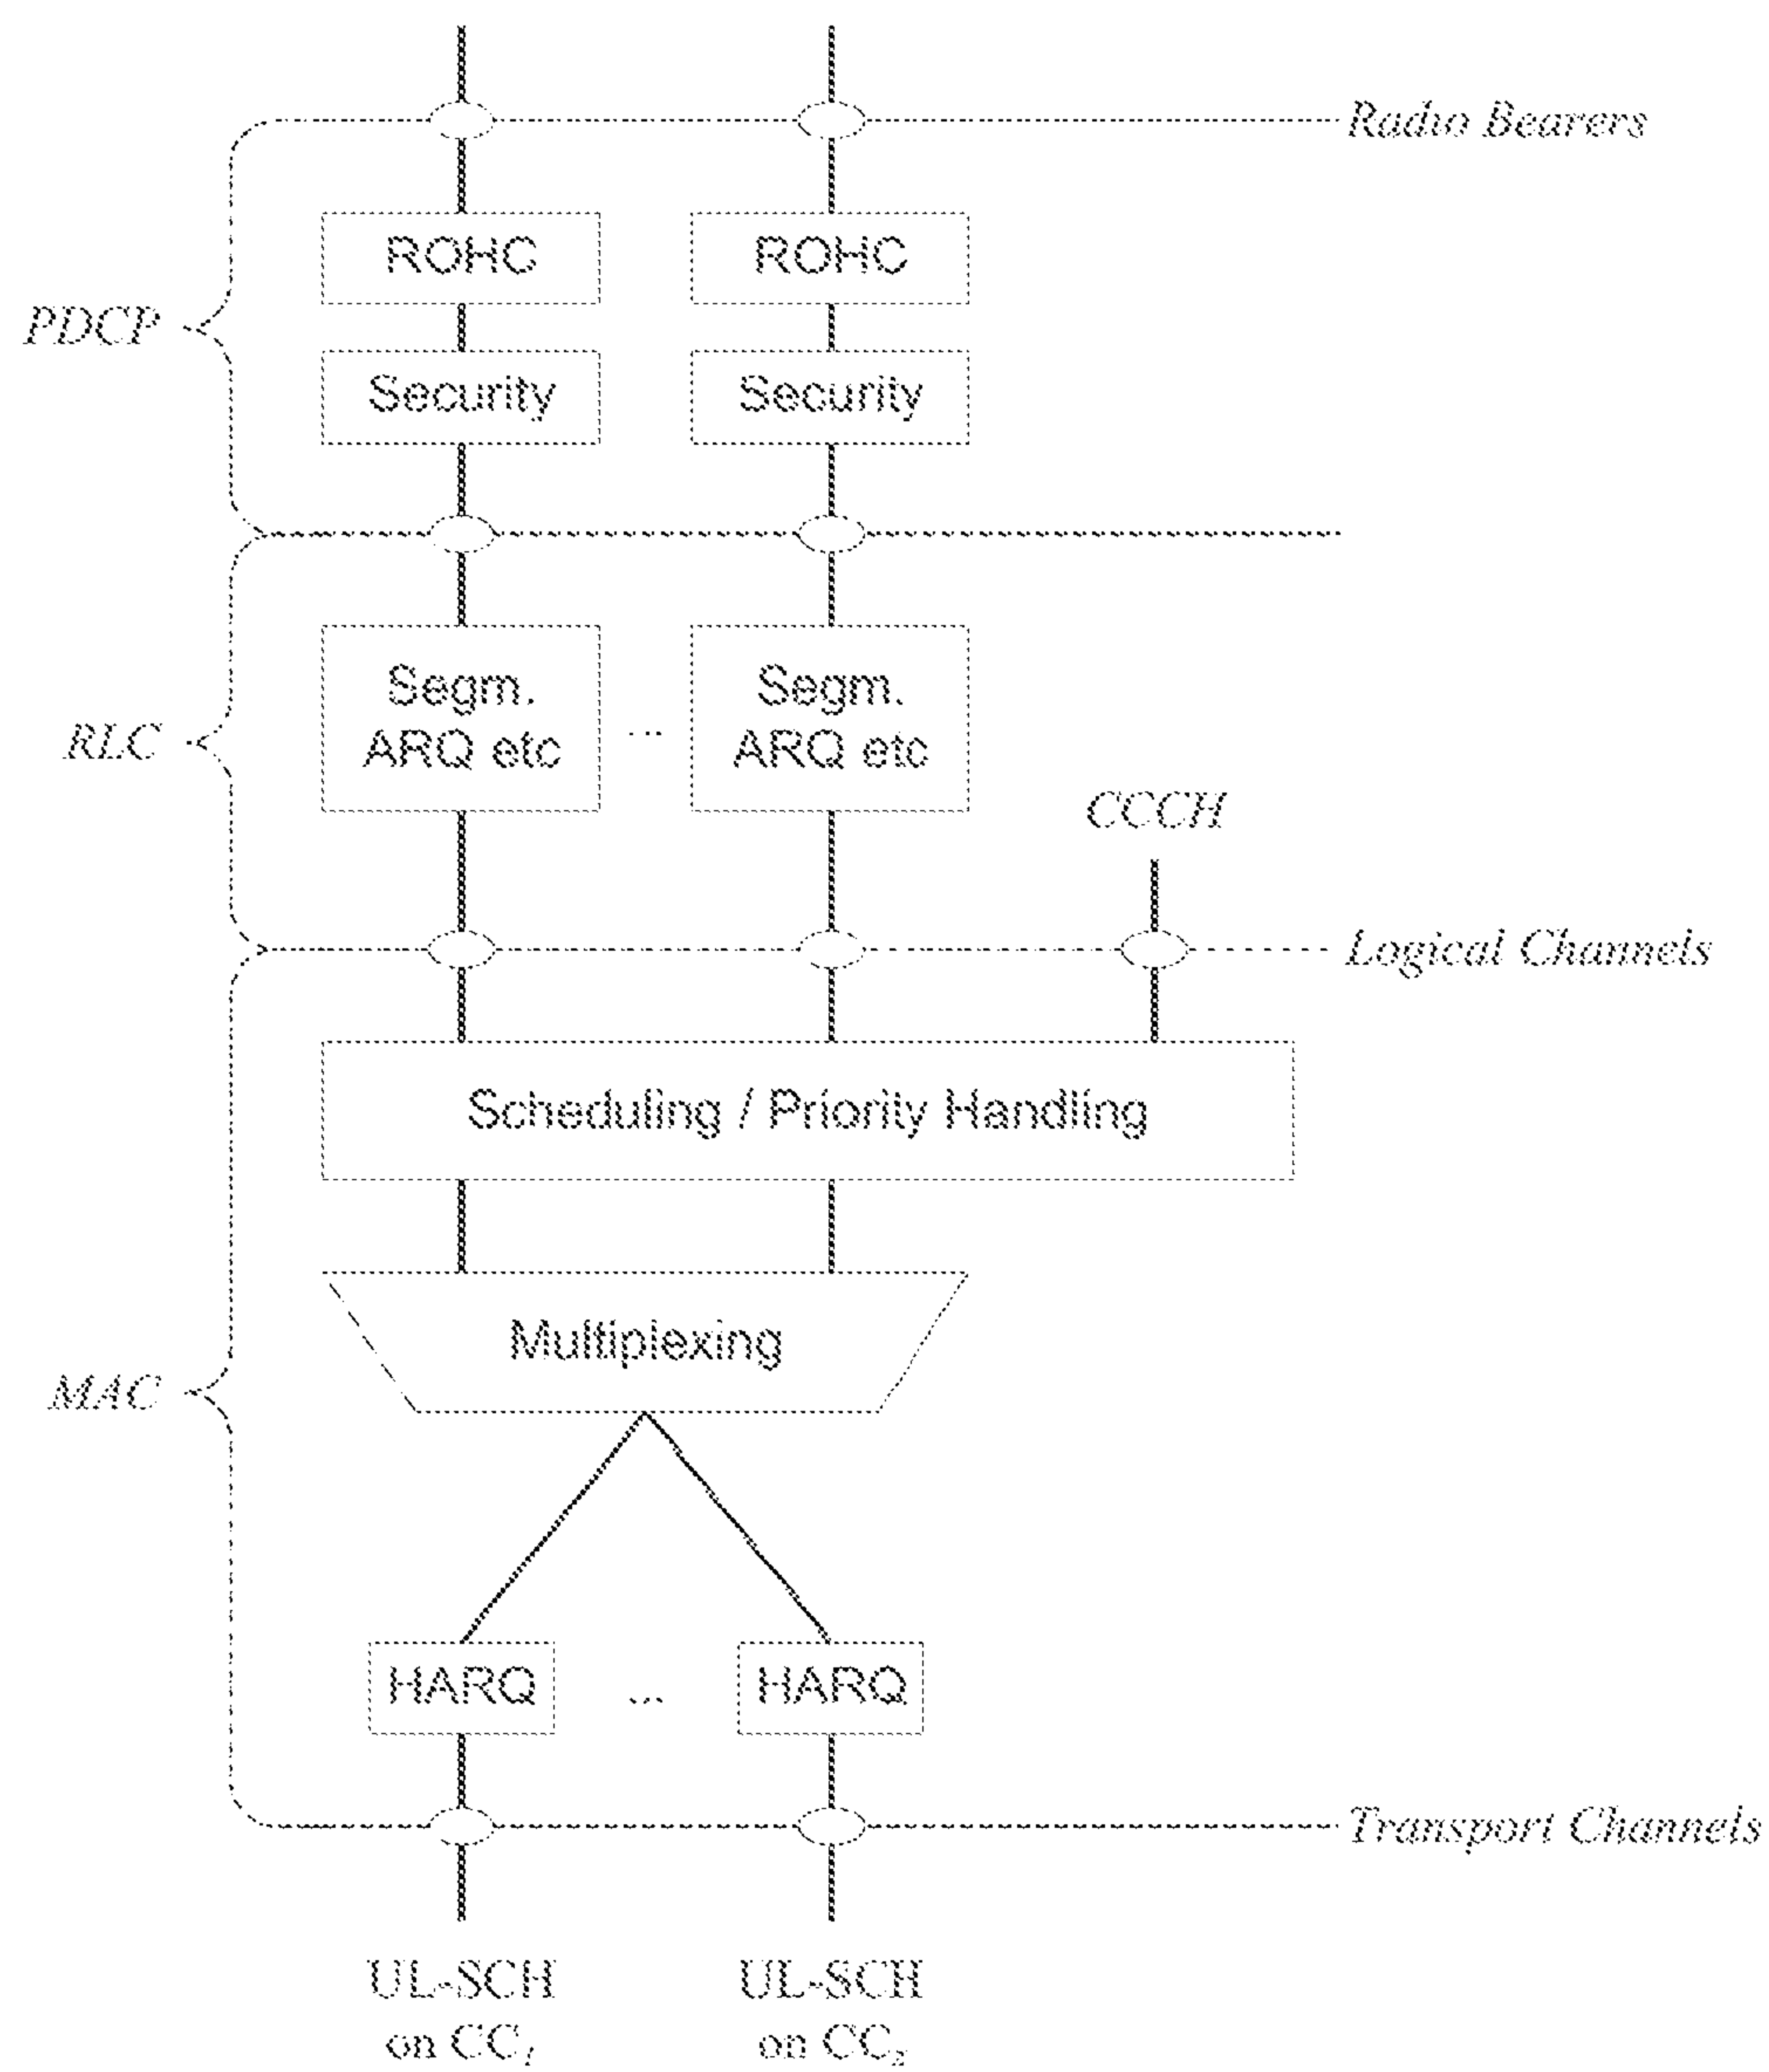 Radio Bearers
ROHC
ROHC
PDCP
Security
Security
Segm.
ARQ etc
...
Segm.
ARQ etc
RLC
CCCH
Logical Channels
Scheduling / Priority Handling
Multiplexing
MAC
HARQ
...
HARQ
Transport Channels
UL-SCH
on CC1
UL-SCH
on CC2